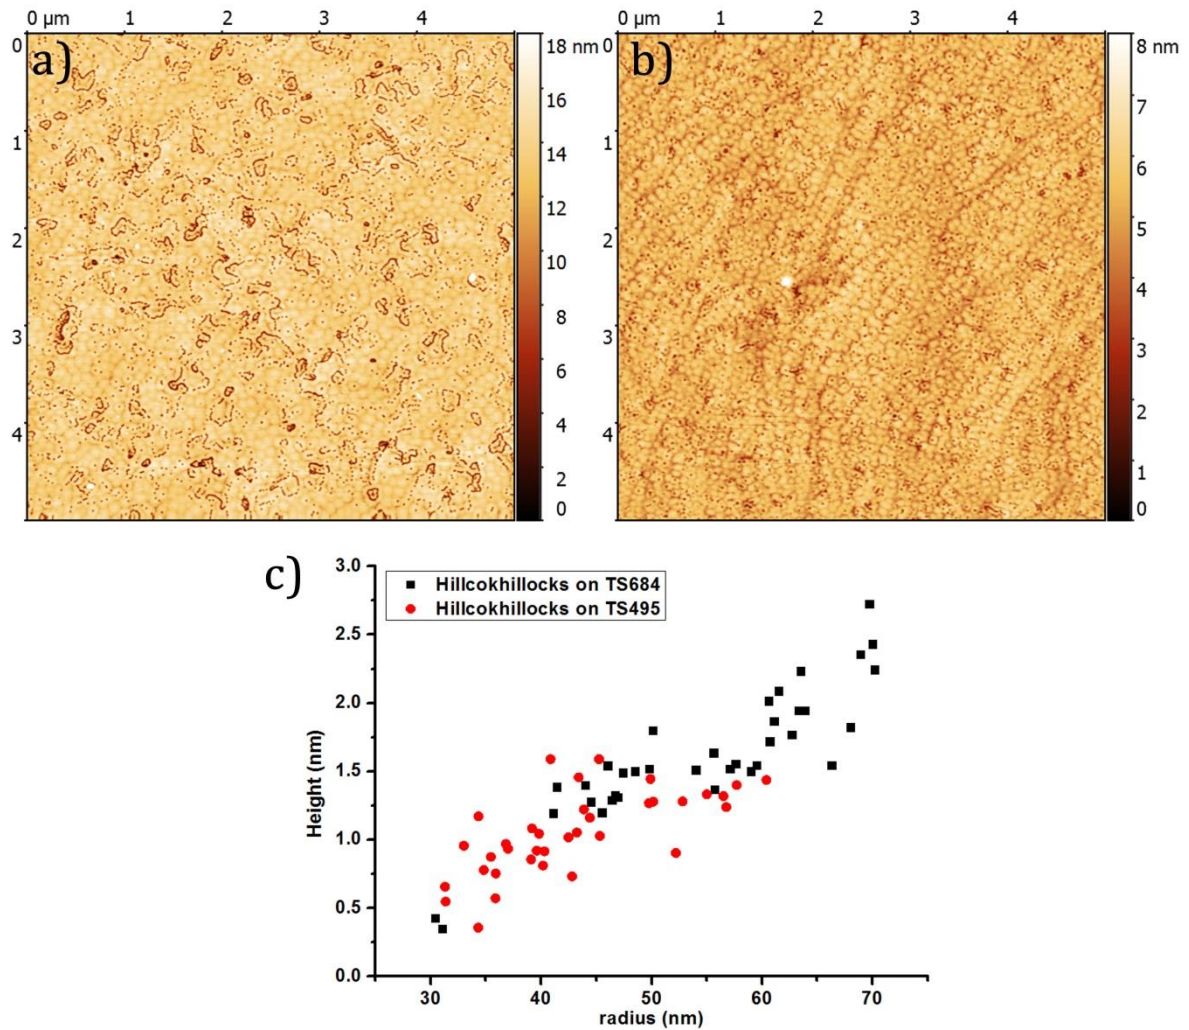 0 µm 1 2 3 4
0 µm 1 2 3 4
a)
b)
0
1
2
3
4
18 nm
16
14
12
10
8
6
4
2
0
0
1
2
3
4
8 nm
7
6
5
4
3
2
1
0
c)
Hillcokhillocks on TS684
Hillcokhillocks on TS495
3.0
2.5
2.0
1.5
1.0
0.5
0.0
Height (nm)
30 40 50 60 70
radius (nm)